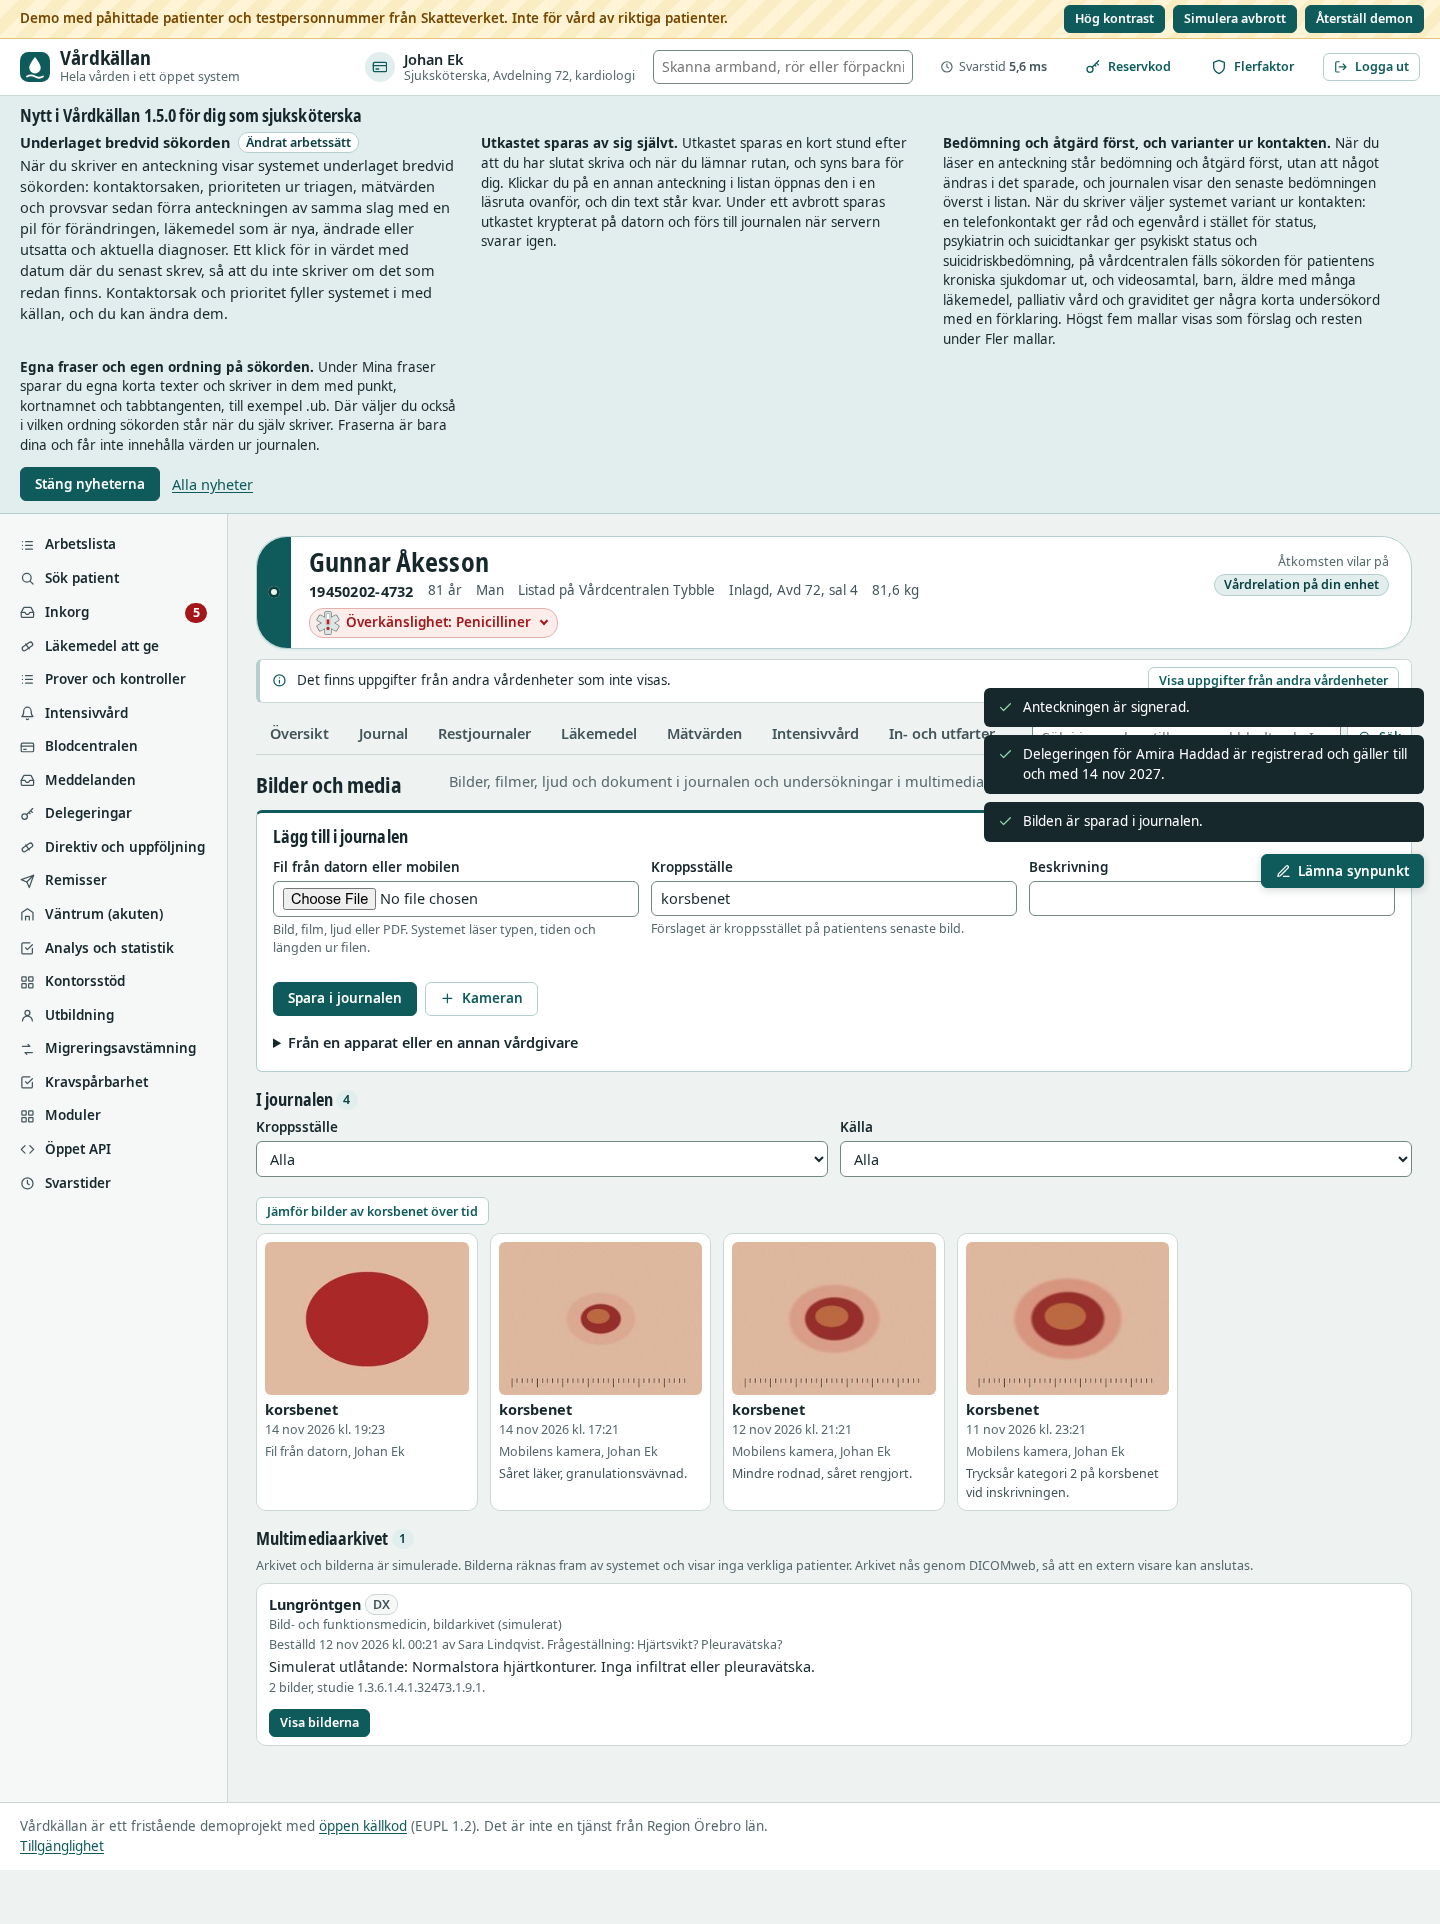 Demo med påhittade patienter och testpersonnummer från Skatteverket. Inte för vård av riktiga patienter.
Hög kontrast
Simulera avbrott
Återställ demon
Vårdkällan
Hela vården i ett öppet system
Johan Ek
Sjuksköterska, Avdelning 72, kardiologi
Skanna armband, rör eller förpackni
Svarstid 5,6 ms
Reservkod
Flerfaktor
Logga ut
Nytt i Vårdkällan 1.5.0 för dig som sjuksköterska
Underlaget bredvid sökorden Ändrat arbetssätt
När du skriver en anteckning visar systemet underlaget bredvid
sökorden: kontaktorsaken, prioriteten ur triagen, mätvärden
och provsvar sedan förra anteckningen av samma slag med en
pil för förändringen, läkemedel som är nya, ändrade eller
utsatta och aktuella diagnoser. Ett klick för in värdet med
datum där du senast skrev, så att du inte skriver om det som
redan finns. Kontaktorsak och prioritet fyller systemet i med
källan, och du kan ändra dem.
Utkastet sparas av sig självt. Utkastet sparas en kort stund efter
att du har slutat skriva och när du lämnar rutan, och syns bara för
dig. Klickar du på en annan anteckning i listan öppnas den i en
läsruta ovanför, och din text står kvar. Under ett avbrott sparas
utkastet krypterat på datorn och förs till journalen när servern
svarar igen.
Bedömning och åtgärd först, och varianter ur kontakten. När du
läser en anteckning står bedömning och åtgärd först, utan att något
ändras i det sparade, och journalen visar den senaste bedömningen
överst i listan. När du skriver väljer systemet variant ur kontakten:
en telefonkontakt ger råd och egenvård i stället för status,
psykiatrin och suicidtankar ger psykiskt status och
suicidriskbedömning, på vårdcentralen fälls sökorden för patientens
kroniska sjukdomar ut, och videosamtal, barn, äldre med många
läkemedel, palliativ vård och graviditet ger några korta undersökord
med en förklaring. Högst fem mallar visas som förslag och resten
under Fler mallar.
Egna fraser och egen ordning på sökorden. Under Mina fraser
sparar du egna korta texter och skriver in dem med punkt,
kortnamnet och tabbtangenten, till exempel .ub. Där väljer du också
i vilken ordning sökorden står när du själv skriver. Fraserna är bara
dina och får inte innehålla värden ur journalen.
Stäng nyheterna
Alla nyheter
Arbetslista
Sök patient
Inkorg 5
Läkemedel att ge
Prover och kontroller
Intensivvård
Blodcentralen
Meddelanden
Delegeringar
Direktiv och uppföljning
Remisser
Väntrum (akuten)
Analys och statistik
Kontorsstöd
Utbildning
Migreringsavstämning
Kravspårbarhet
Moduler
Öppet API
Svarstider
Gunnar Åkesson
19450202-4732 81 år Man Listad på Vårdcentralen Tybble Inlagd, Avd 72, sal 4 81,6 kg
Överkänslighet: Penicilliner
Åtkomsten vilar på
Vårdrelation på din enhet
Det finns uppgifter från andra vårdenheter som inte visas.
Visa uppgifter från andra vårdenheter
Översikt
Journal
Restjournaler
Läkemedel
Mätvärden
Intensivvård
In- och utfarter
Anteckningen är signerad.
Delegeringen för Amira Haddad är registrerad och gäller till
och med 14 nov 2027.
Bilden är sparad i journalen.
Lämna synpunkt
Bilder och media
Bilder, filmer, ljud och dokument i journalen och undersökningar i multimedia
Lägg till i journalen
Fil från datorn eller mobilen
Choose File No file chosen
Bild, film, ljud eller PDF. Systemet läser typen, tiden och
längden ur filen.
Kroppsställe
korsbenet
Förslaget är kroppsstället på patientens senaste bild.
Beskrivning
Spara i journalen
Kameran
Från en apparat eller en annan vårdgivare
I journalen 4
Kroppsställe
Alla
Källa
Alla
Jämför bilder av korsbenet över tid
korsbenet
14 nov 2026 kl. 19:23
Fil från datorn, Johan Ek
korsbenet
14 nov 2026 kl. 17:21
Mobilens kamera, Johan Ek
Såret läker, granulationsvävnad.
korsbenet
12 nov 2026 kl. 21:21
Mobilens kamera, Johan Ek
Mindre rodnad, såret rengjort.
korsbenet
11 nov 2026 kl. 23:21
Mobilens kamera, Johan Ek
Trycksår kategori 2 på korsbenet
vid inskrivningen.
Multimediaarkivet 1
Arkivet och bilderna är simulerade. Bilderna räknas fram av systemet och visar inga verkliga patienter. Arkivet nås genom DICOMweb, så att en extern visare kan anslutas.
Lungröntgen DX
Bild- och funktionsmedicin, bildarkivet (simulerat)
Beställd 12 nov 2026 kl. 00:21 av Sara Lindqvist. Frågeställning: Hjärtsvikt? Pleuravätska?
Simulerat utlåtande: Normalstora hjärtkonturer. Inga infiltrat eller pleuravätska.
2 bilder, studie 1.3.6.1.4.1.32473.1.9.1.
Visa bilderna
Vårdkällan är ett fristående demoprojekt med öppen källkod (EUPL 1.2). Det är inte en tjänst från Region Örebro län.
Tillgänglighet